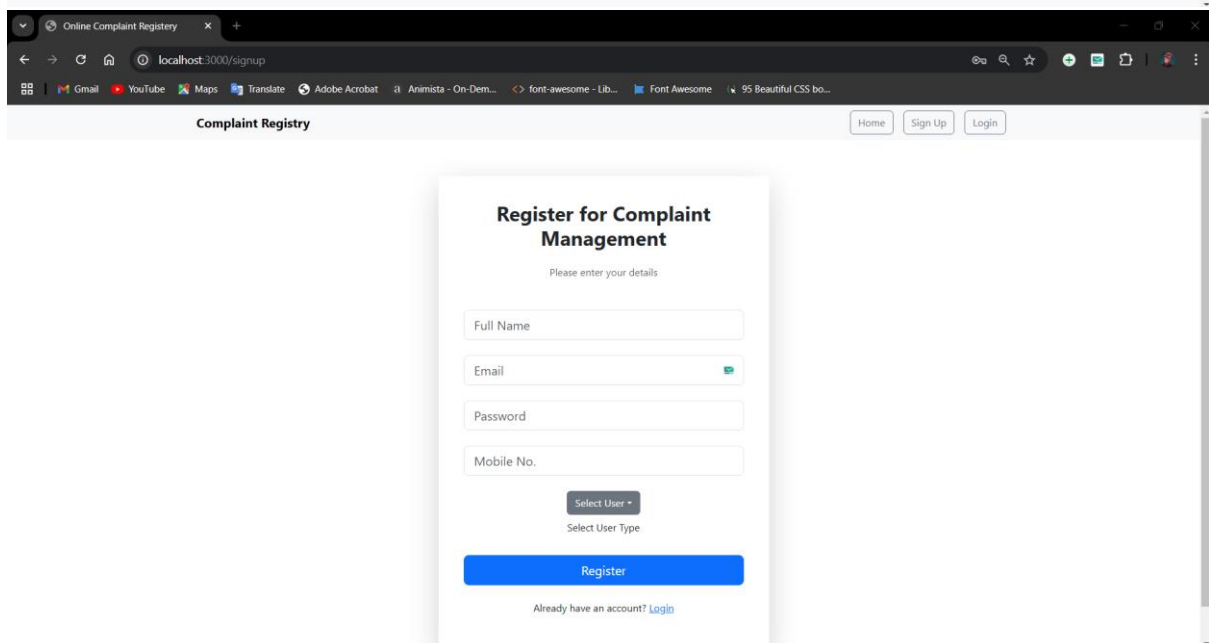 Online Complaint Registery
localhost:3000/signup
Gmail YouTube Maps Translate Adobe Acrobat Animista - On-Dem... font-awesome - Lib... Font Awesome 95 Beautiful CSS bo...
Complaint Registry Home Sign Up Login
Register for Complaint
Management
Please enter your details
Full Name
Email
Password
Mobile No.
Select User
Select User Type
Register
Already have an account? Login